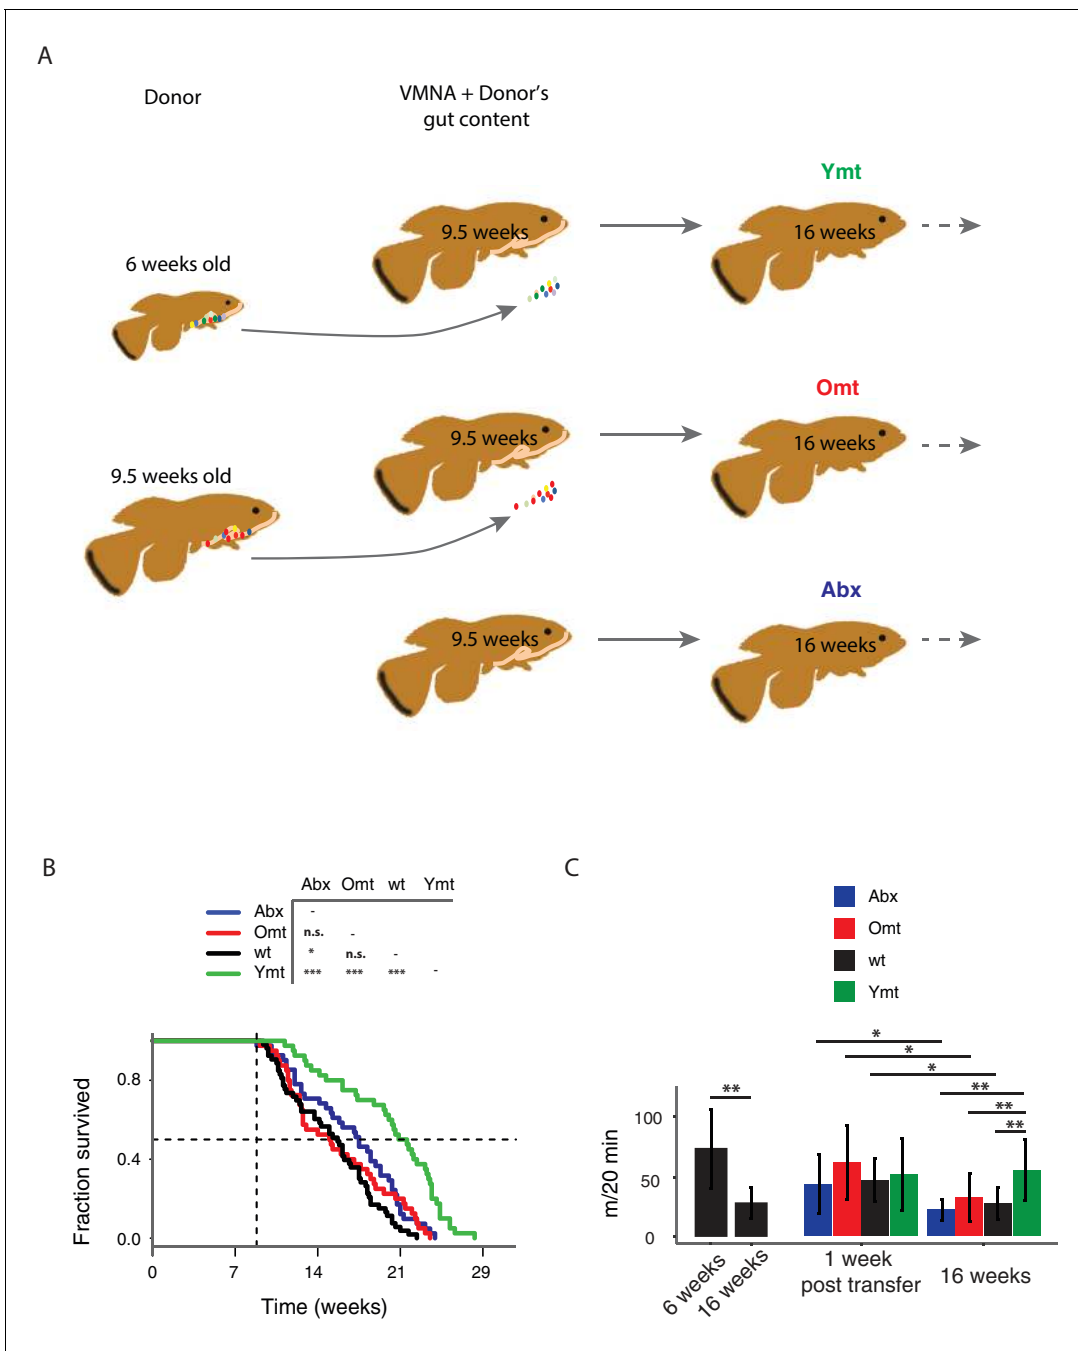 A
Donor
VMNA + Donor's
gut content
Ymt
9.5 weeks
16 weeks
6 weeks old
Omt
9.5 weeks
16 weeks
9.5 weeks old
Abx
9.5 weeks
16 weeks
B
Abx Omt wt Ymt
Abx -
Omt n.s. -
wt * n.s. -
Ymt *** *** *** -
Fraction survived
0.8
0.4
0.0
0 7 14 21 29
Time (weeks)
C
Abx
Omt
wt
Ymt
*
*
*
** **
**
**
m/20 min
100
50
0
6 weeks
16 weeks
1 week
post transfer
16 weeks